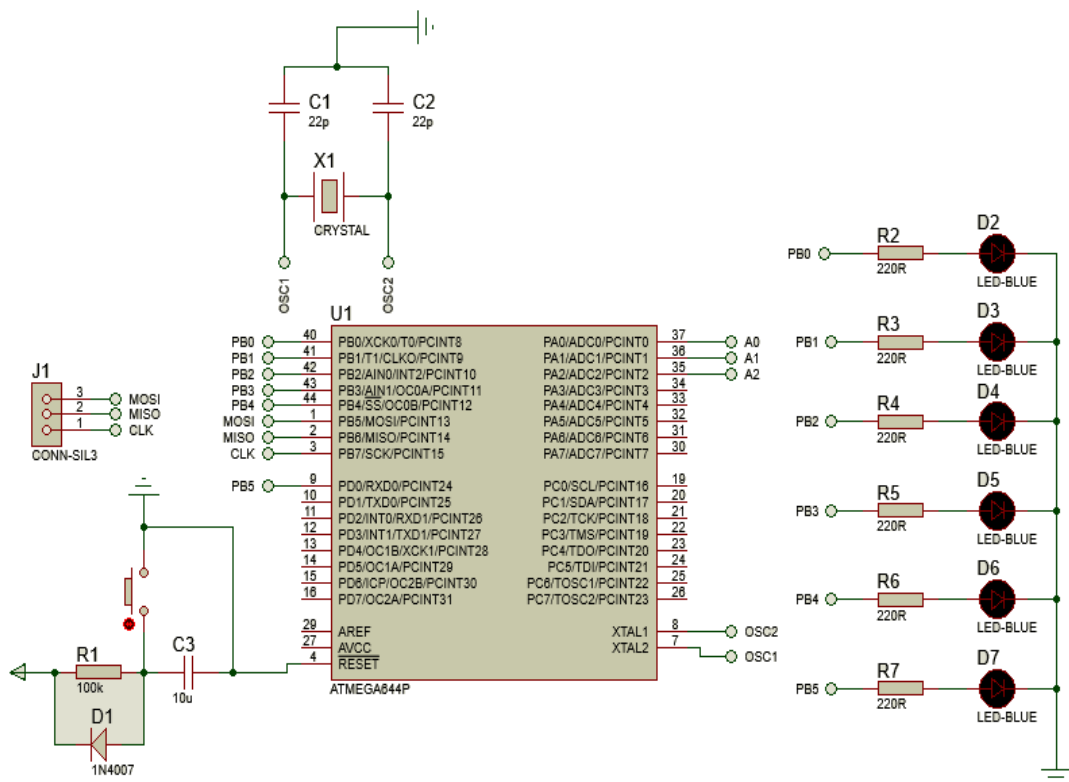 C1
22p
C2
22p
X1
CRYSTAL
OSC1
OSC2
U1
PB0 40 PB0/XCK0/T0/PCINT8
PB1 41 PB1/T1/CLKO/PCINT9
PB2 42 PB2/AIN0/INT2/PCINT10
PB3 43 PB3/AIN1/OC0A/PCINT11
PB4 44 PB4/SS/OC0B/PCINT12
MOSI 1 PB5/MOSI/PCINT13
MISO 2 PB6/MISO/PCINT14
CLK 3 PB7/SCK/PCINT15
PB5 9 PD0/RXD0/PCINT24
10 PD1/TXD0/PCINT25
11 PD2/INT0/RXD1/PCINT26
12 PD3/INT1/TXD1/PCINT27
13 PD4/OC1B/XCK1/PCINT28
14 PD5/OC1A/PCINT29
15 PD6/ICP/OC2B/PCINT30
16 PD7/OC2A/PCINT31
29 AREF
27 AVCC
4 RESET
PA0/ADC0/PCINT0 37 A0
PA1/ADC1/PCINT1 36 A1
PA2/ADC2/PCINT2 35 A2
PA3/ADC3/PCINT3 34
PA4/ADC4/PCINT4 33
PA5/ADC5/PCINT5 32
PA6/ADC6/PCINT6 31
PA7/ADC7/PCINT7 30
PC0/SCL/PCINT16 19
PC1/SDA/PCINT17 20
PC2/TCK/PCINT18 21
PC3/TMS/PCINT19 22
PC4/TDO/PCINT20 23
PC5/TDI/PCINT21 24
PC6/TOSC1/PCINT22 25
PC7/TOSC2/PCINT23 26
XTAL1 8 OSC2
XTAL2 7 OSC1
ATMEGA644P
J1
3 MOSI
2 MISO
1 CLK
CONN-SIL3
R1
100k
C3
10u
D1
1N4007
PB0
R2
220R
D2
LED-BLUE
PB1
R3
220R
D3
LED-BLUE
PB2
R4
220R
D4
LED-BLUE
PB3
R5
220R
D5
LED-BLUE
PB4
R6
220R
D6
LED-BLUE
PB5
R7
220R
D7
LED-BLUE